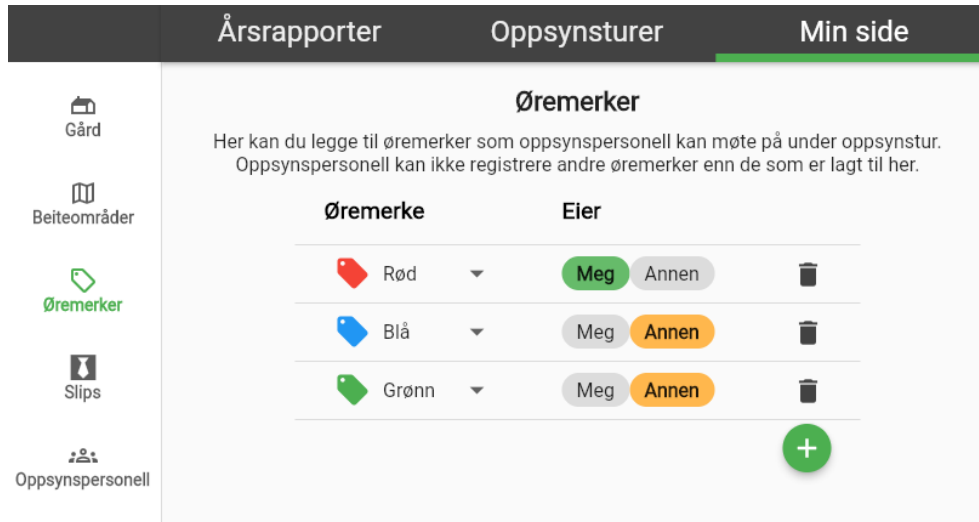 Årsrapporter Oppsynsturer Min side
Gård
Beiteområder
Øremerker
Slips
Oppsynspersonell
Øremerker
Her kan du legge til øremerker som oppsynspersonell kan møte på under oppsynstur.
Oppsynspersonell kan ikke registrere andre øremerker enn de som er lagt til her.
Øremerke Eier
Rød Meg Annen
Blå Meg Annen
Grønn Meg Annen
+